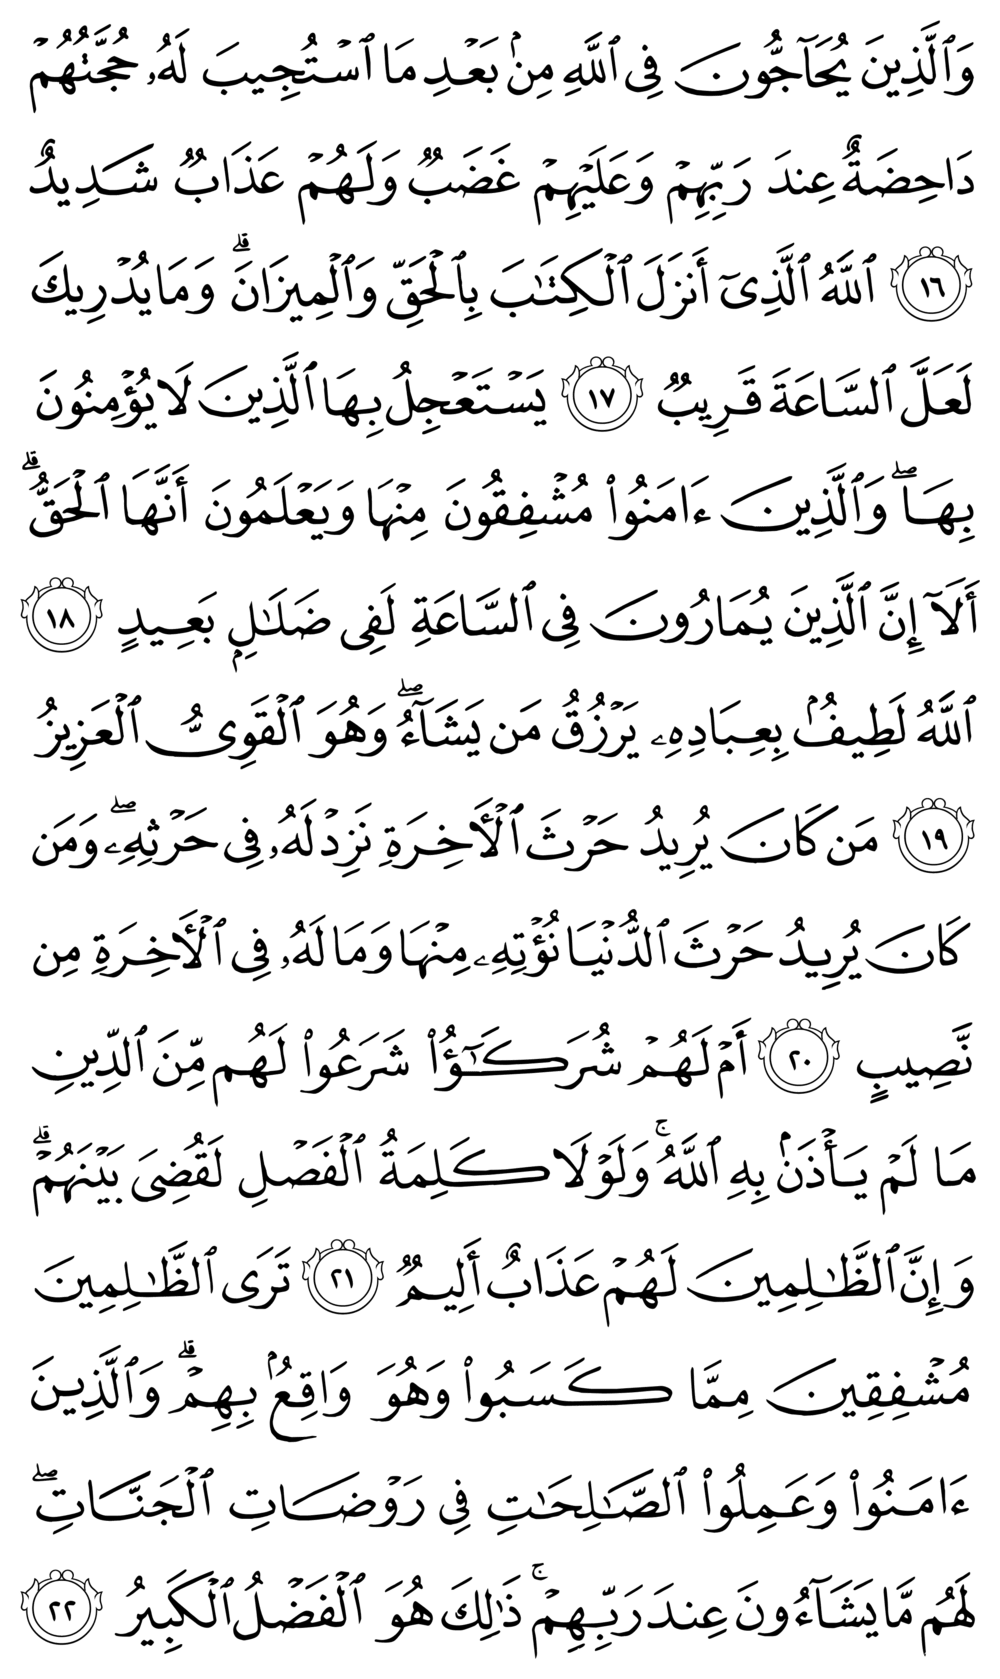 وَٱلَّذِينَ يُحَآجُّونَ فِى ٱللَّهِ مِنۢ بَعْدِ مَا ٱسْتُجِيبَ لَهُۥ حُجَّتُهُمْ
دَاحِضَةٌ عِندَ رَبِّهِمْ وَعَلَيْهِمْ غَضَبٌ وَلَهُمْ عَذَابٌ شَدِيدٌ
١٦ ٱللَّهُ ٱلَّذِىٓ أَنزَلَ ٱلْكِتَٰبَ بِٱلْحَقِّ وَٱلْمِيزَانَ ۗ وَمَا يُدْرِيكَ
لَعَلَّ ٱلسَّاعَةَ قَرِيبٌ ١٧ يَسْتَعْجِلُ بِهَا ٱلَّذِينَ لَا يُؤْمِنُونَ
بِهَا ۖ وَٱلَّذِينَ ءَامَنُوا۟ مُشْفِقُونَ مِنْهَا وَيَعْلَمُونَ أَنَّهَا ٱلْحَقُّ ۗ
أَلَآ إِنَّ ٱلَّذِينَ يُمَارُونَ فِى ٱلسَّاعَةِ لَفِى ضَلَٰلٍۭ بَعِيدٍ ١٨
ٱللَّهُ لَطِيفٌۢ بِعِبَادِهِۦ يَرْزُقُ مَن يَشَآءُ ۖ وَهُوَ ٱلْقَوِىُّ ٱلْعَزِيزُ
١٩ مَن كَانَ يُرِيدُ حَرْثَ ٱلْأَخِرَةِ نَزِدْ لَهُۥ فِى حَرْثِهِۦ ۖ وَمَن
كَانَ يُرِيدُ حَرْثَ ٱلدُّنْيَا نُؤْتِهِۦ مِنْهَا وَمَا لَهُۥ فِى ٱلْأَخِرَةِ مِن
نَّصِيبٍ ٢٠ أَمْ لَهُمْ شُرَكَٰٓؤُا۟ شَرَعُوا۟ لَهُم مِّنَ ٱلدِّينِ
مَا لَمْ يَأْذَنۢ بِهِ ٱللَّهُ ۚ وَلَوْلَا كَلِمَةُ ٱلْفَصْلِ لَقُضِىَ بَيْنَهُمْ ۗ
وَإِنَّ ٱلظَّٰلِمِينَ لَهُمْ عَذَابٌ أَلِيمٌ ٢١ تَرَى ٱلظَّٰلِمِينَ
مُشْفِقِينَ مِمَّا كَسَبُوا۟ وَهُوَ وَاقِعٌۢ بِهِمْ ۗ وَٱلَّذِينَ
ءَامَنُوا۟ وَعَمِلُوا۟ ٱلصَّٰلِحَٰتِ فِى رَوْضَاتِ ٱلْجَنَّاتِ ۖ
لَهُم مَّا يَشَآءُونَ عِندَ رَبِّهِمْ ۚ ذَٰلِكَ هُوَ ٱلْفَضْلُ ٱلْكَبِيرُ ٢٢